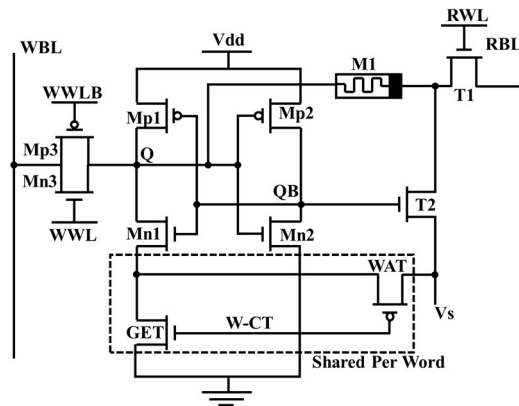 RWL
WBL
Vdd
RBL
M1
WWLB
T1
Mp1
Mp2
Mp3
Q
Mn3
QB
T2
WWL
Mn1
Mn2
WAT
GET
W-CT
Vs
Shared Per Word